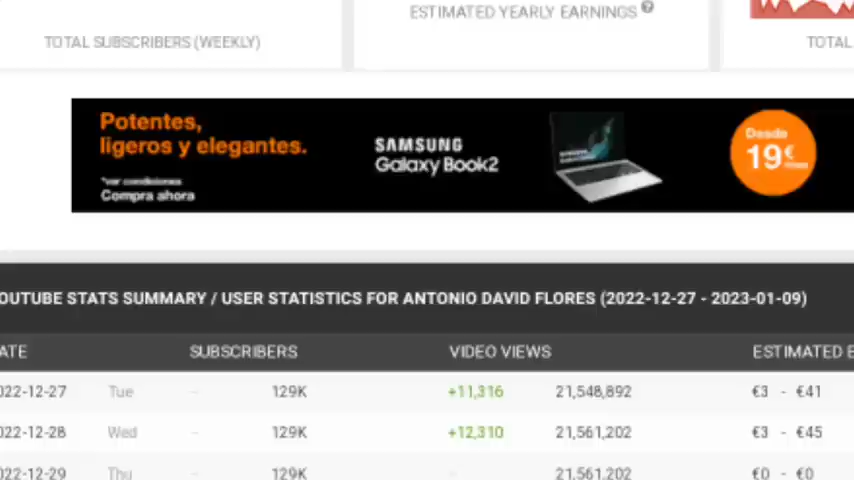 ESTIMATED YEARLY EARNINGS ?
TOTAL SUBSCRIBERS (WEEKLY)
TOTAL
Potentes,
ligeros y elegantes.
*ver condiciones
Compra ahora
SAMSUNG
Galaxy Book2
Desde
19€
OUTUBE STATS SUMMARY / USER STATISTICS FOR ANTONIO DAVID FLORES (2022-12-27 - 2023-01-09)
ATE SUBSCRIBERS VIDEO VIEWS ESTIMATED E
022-12-27 Tue -- 129K +11,316 21,548,892 €3 - €41
022-12-28 Wed -- 129K +12,310 21,561,202 €3 - €45
022-12-29 Thu -- 129K -- 21,561,202 €0 - €0